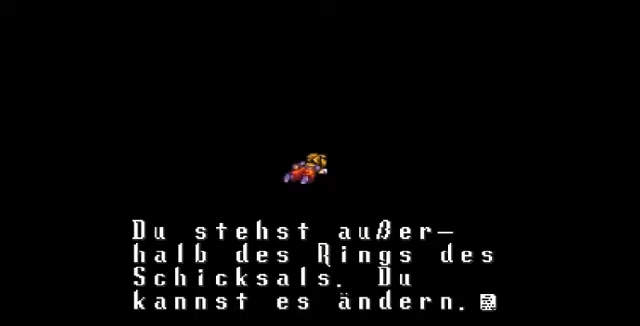 Du stehst außer-
halb des Rings des
Schicksals. Du
kannst es ändern.